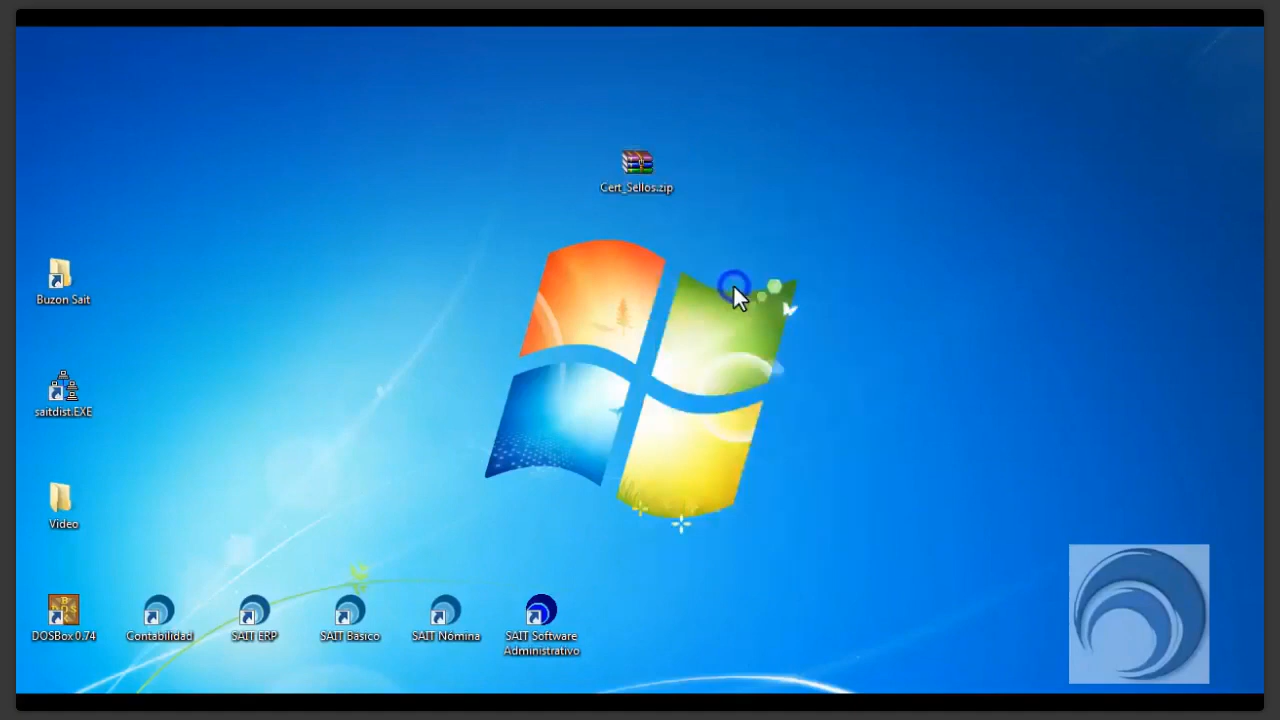 Cert_Sellos.zip
Buzon Sait
saitdist.EXE
Video
DOSBox 0.74
Contabilidad
SAIT ERP
SAIT Basico
SAIT Nómina
SAIT Software
Administrativo